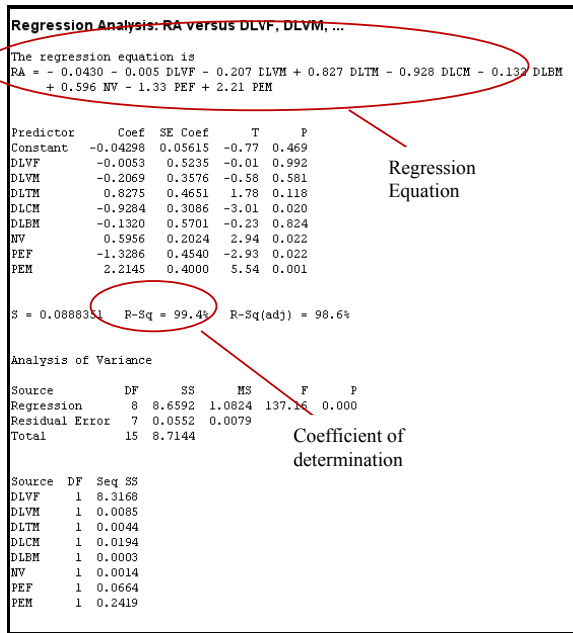 Regression Analysis: RA versus DLVF, DLVM, ...
The regression equation is
RA = - 0.0430 - 0.005 DLVF - 0.207 DLVM + 0.827 DLTM - 0.928 DLCM - 0.132 DLBM
+ 0.596 NV - 1.33 PEF + 2.21 PEM
Predictor Coef SE Coef T P
Constant -0.04298 0.05615 -0.77 0.469
DLVF -0.0053 0.5235 -0.01 0.992
DLVM -0.2069 0.3576 -0.58 0.581
DLTM 0.8275 0.4651 1.78 0.118
DLCM -0.9284 0.3086 -3.01 0.020
DLBM -0.1320 0.5701 -0.23 0.824
NV 0.5956 0.2024 2.94 0.022
PEF -1.3286 0.4540 -2.93 0.022
PEM 2.2145 0.4000 5.54 0.001
Regression
Equation
S = 0.0888351 R-Sq = 99.4% R-Sq(adj) = 98.6%
Analysis of Variance
Source DF SS MS F P
Regression 8 8.6592 1.0824 137.16 0.000
Residual Error 7 0.0552 0.0079
Total 15 8.7144
Coefficient of
determination
Source DF Seq SS
DLVF 1 8.3168
DLVM 1 0.0085
DLTM 1 0.0044
DLCM 1 0.0194
DLBM 1 0.0003
NV 1 0.0014
PEF 1 0.0664
PEM 1 0.2419